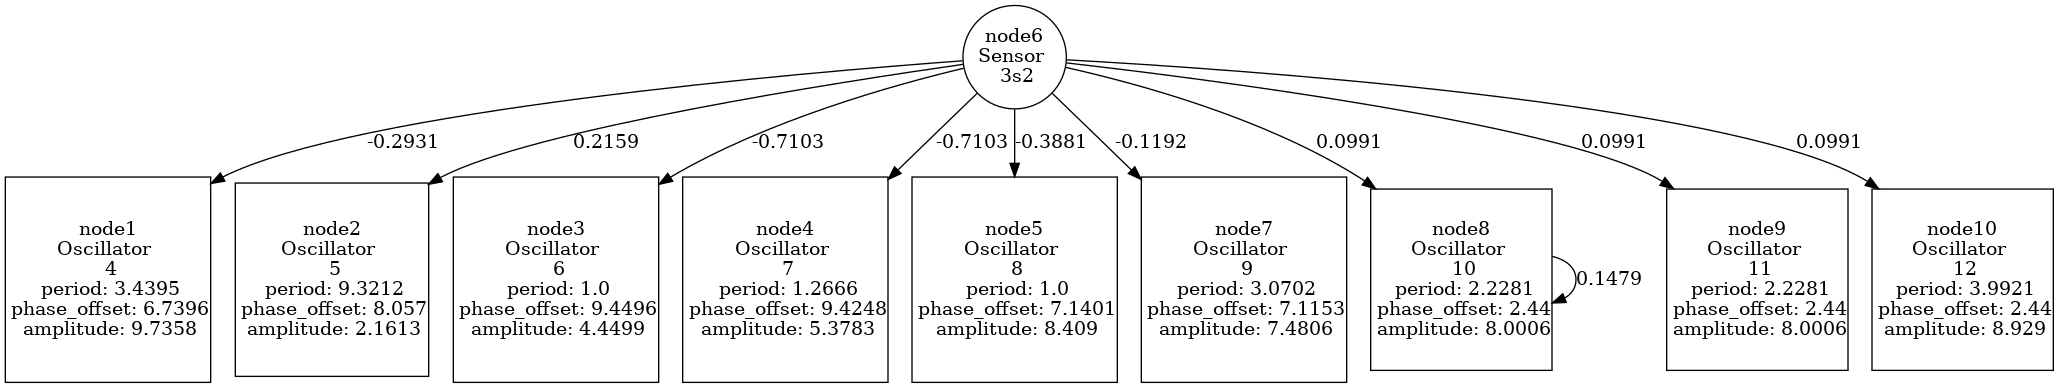 node6
Sensor
3s2
-0.2931
0.2159
-0.7103
-0.7103
-0.3881
-0.1192
0.0991
0.0991
0.0991
node1
Oscillator
4
period: 3.4395
phase_offset: 6.7396
amplitude: 9.7358
node2
Oscillator
5
period: 9.3212
phase_offset: 8.057
amplitude: 2.1613
node3
Oscillator
6
period: 1.0
phase_offset: 9.4496
amplitude: 4.4499
node4
Oscillator
7
period: 1.2666
phase_offset: 9.4248
amplitude: 5.3783
node5
Oscillator
8
period: 1.0
phase_offset: 7.1401
amplitude: 8.409
node7
Oscillator
9
period: 3.0702
phase_offset: 7.1153
amplitude: 7.4806
node8
Oscillator
10
period: 2.2281
phase_offset: 2.44
amplitude: 8.0006
0.1479
node9
Oscillator
11
period: 2.2281
phase_offset: 2.44
amplitude: 8.0006
node10
Oscillator
12
period: 3.9921
phase_offset: 2.44
amplitude: 8.929